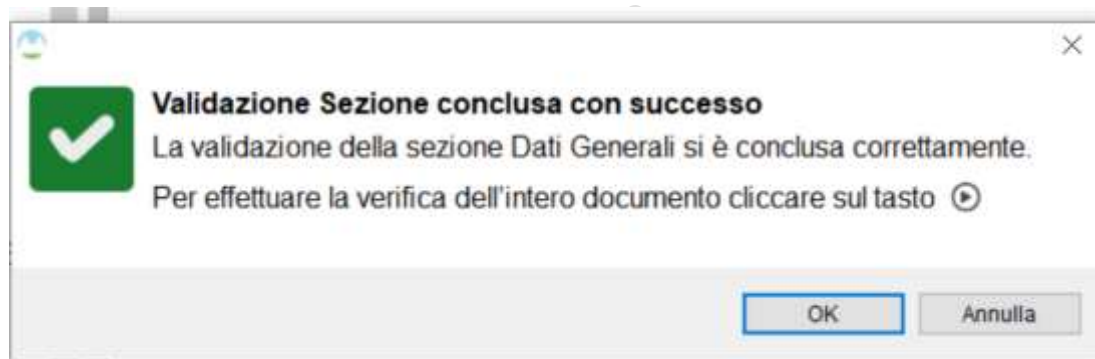 Validazione Sezione conclusa con successo
La validazione della sezione Dati Generali si è conclusa correttamente.
Per effettuare la verifica dell'intero documento cliccare sul tasto
OK
Annulla